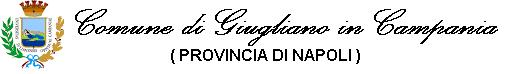 Comune di Giugliano in Campania
( PROVINCIA DI NAPOLI )